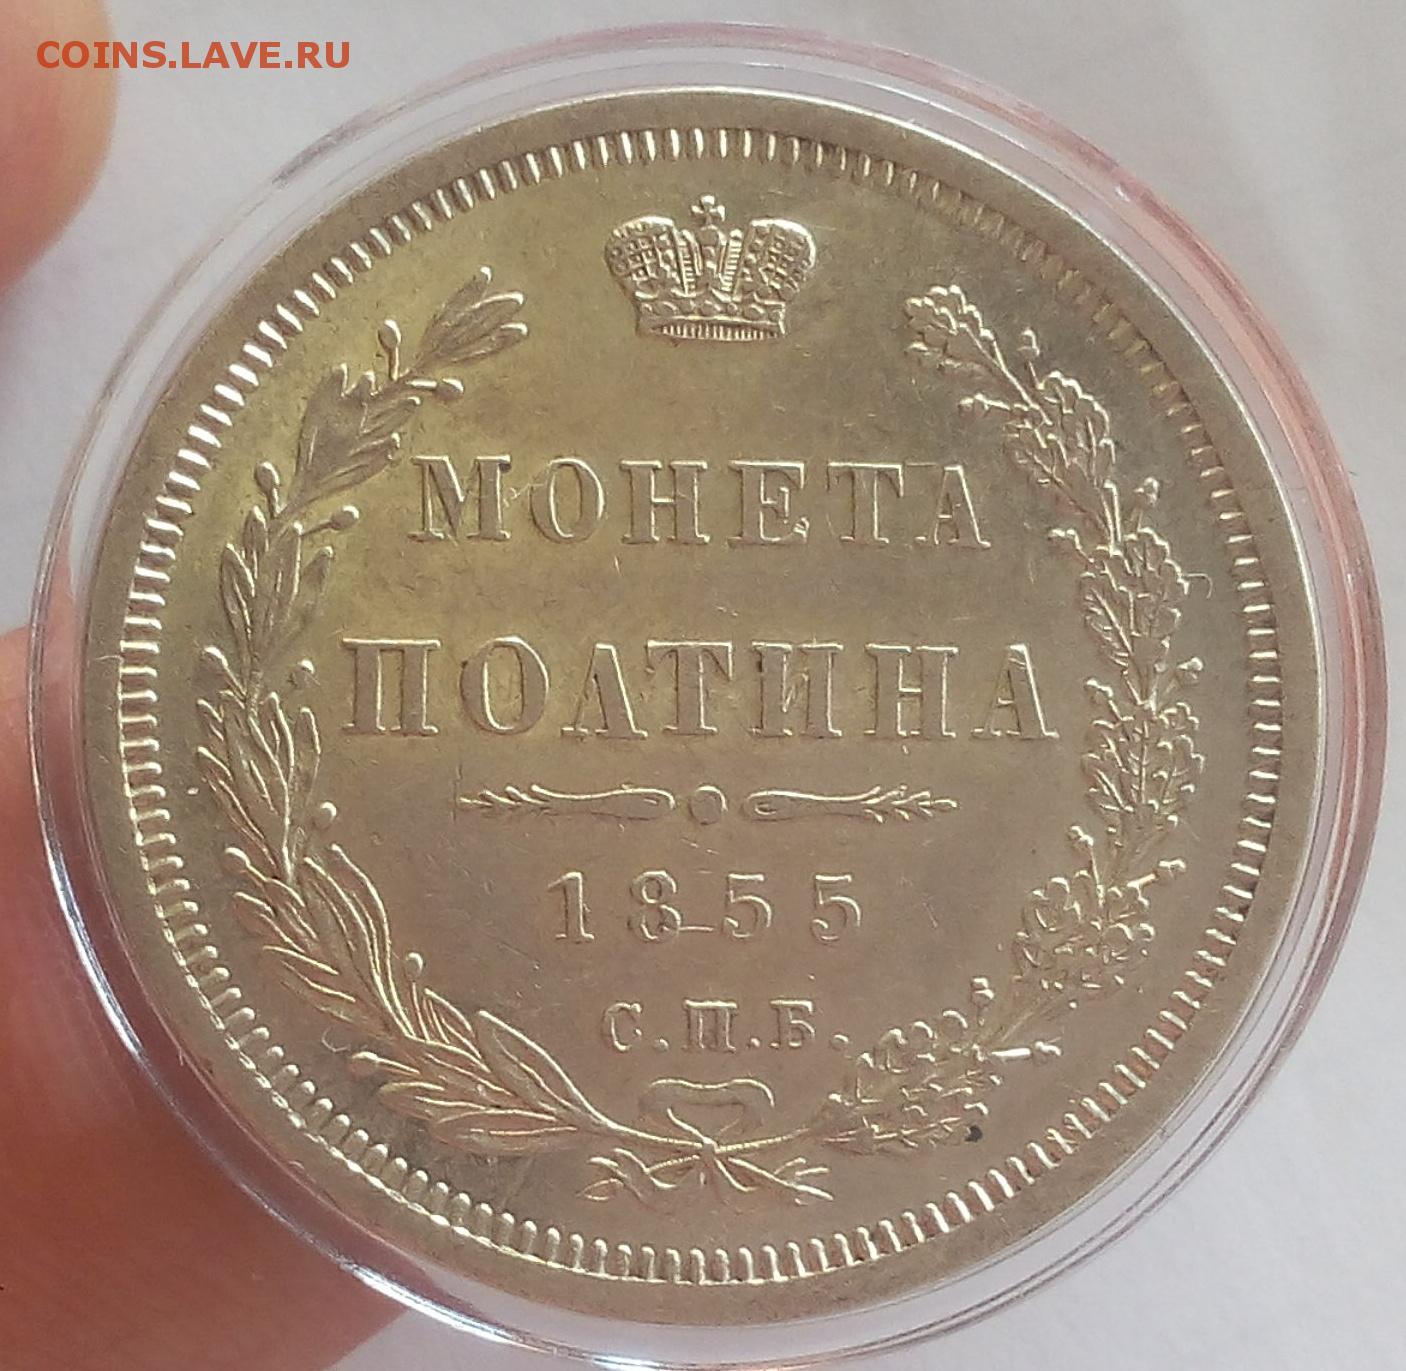 COINS.LAVE.RU
МОНЕТА
ПОЛТИНА
1855
С.П.Б.